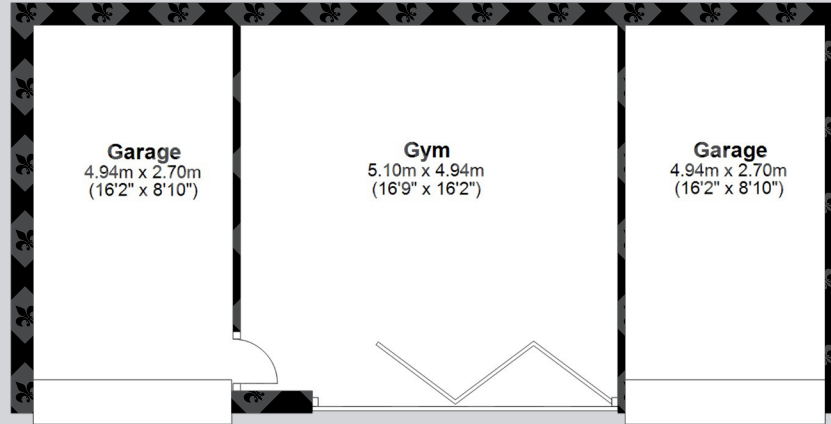 Garage
4.94m x 2.70m
(16'2" x 8'10")
Gym
5.10m x 4.94m
(16'9" x 16'2")
Garage
4.94m x 2.70m
(16'2" x 8'10")